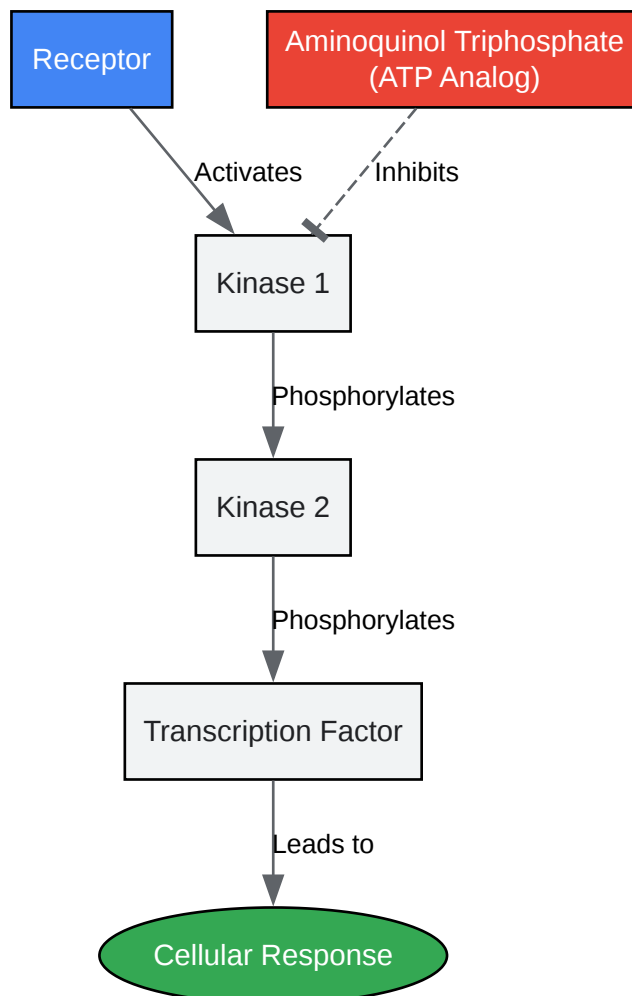 Receptor
Aminoquinol Triphosphate
(ATP Analog)
Activates
Inhibits
Kinase 1
Phosphorylates
Kinase 2
Phosphorylates
Transcription Factor
Leads to
Cellular Response